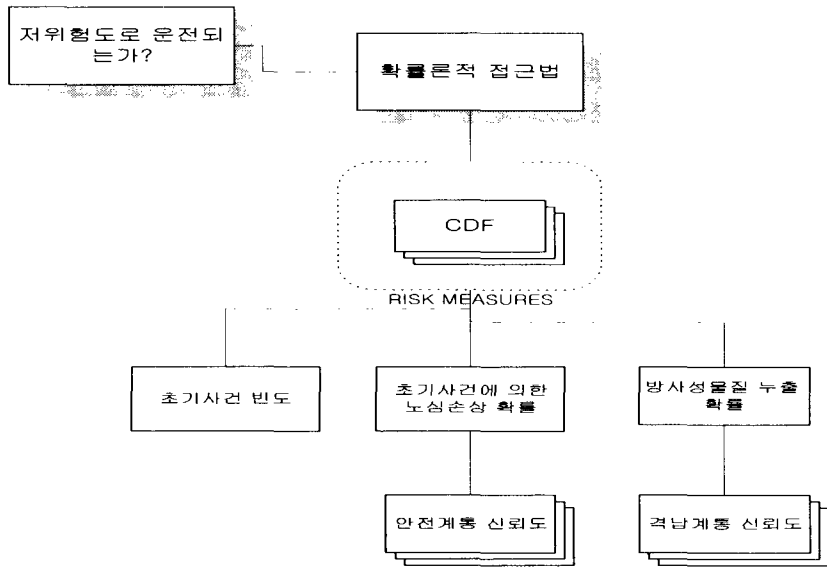 저위험도로 운전되
는가?
확률론적 접근법
CDF
RISK MEASURES
초기사건 빈도
초기사건에 의한
노심손상 확률
방사성물질 누출
확률
안전계통 신뢰도
격납계통 신뢰도